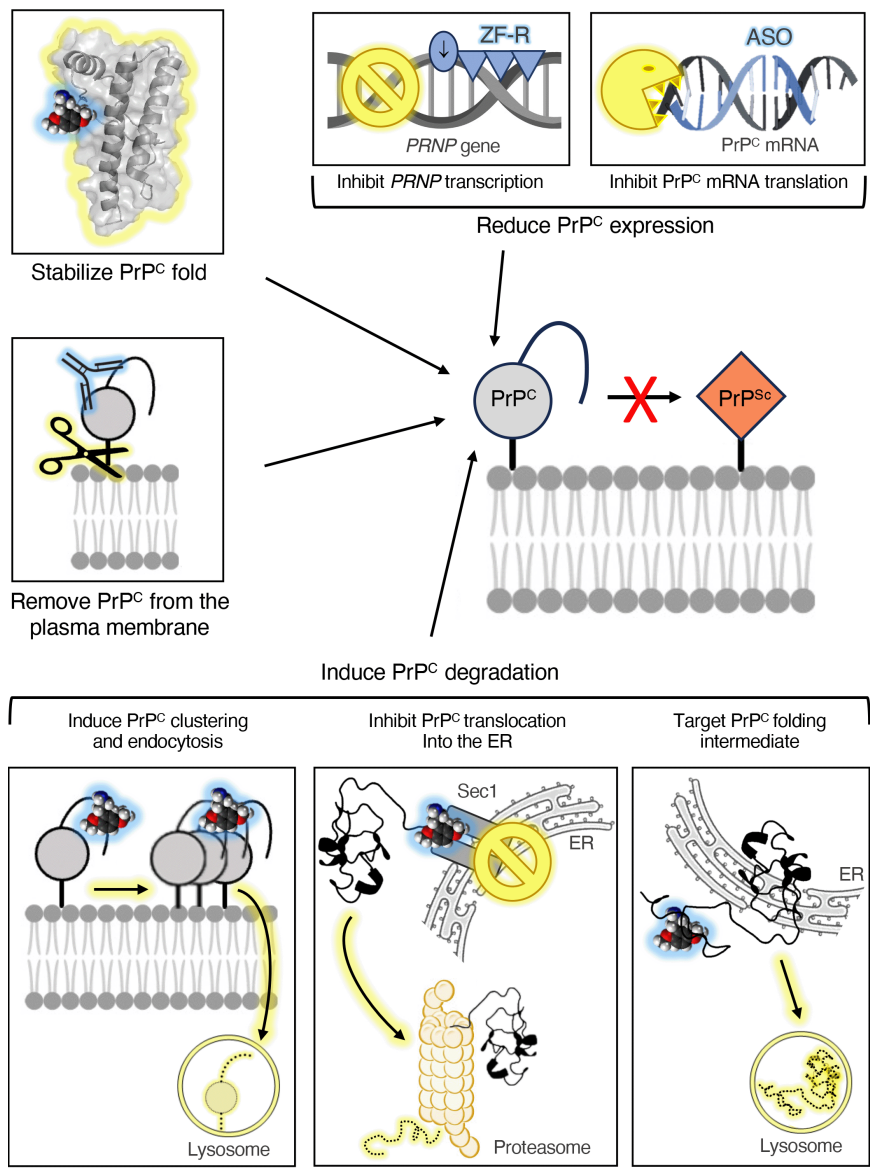 ZF-R
↓
PRNP gene
Inhibit PRNP transcription
ASO
PrPᶜ mRNA
Inhibit PrPᶜ mRNA translation
Reduce PrPᶜ expression
Stabilize PrPᶜ fold
PrPᶜ
X
PrPˢᶜ
Remove PrPᶜ from the
plasma membrane
Induce PrPᶜ degradation
Induce PrPᶜ clustering
and endocytosis
Lysosome
Inhibit PrPᶜ translocation
Into the ER
Sec1
ER
Proteasome
Target PrPᶜ folding
intermediate
ER
Lysosome